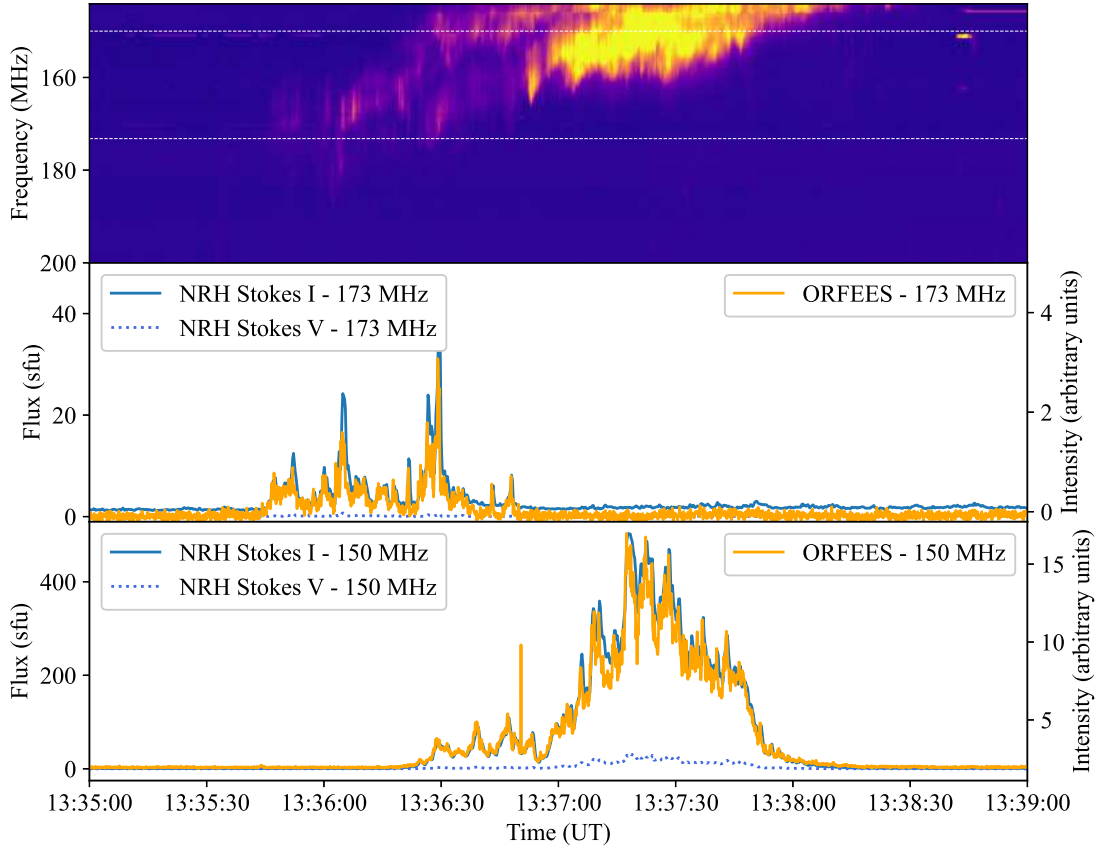 Frequency (MHz)
160
180
200
NRH Stokes I - 173 MHz
NRH Stokes V - 173 MHz
ORFEES - 173 MHz
Flux (sfu)
40
20
0
Intensity (arbitrary units)
4
2
0
NRH Stokes I - 150 MHz
NRH Stokes V - 150 MHz
ORFEES - 150 MHz
Flux (sfu)
400
200
0
Intensity (arbitrary units)
15
10
5
13:35:00 13:35:30 13:36:00 13:36:30 13:37:00 13:37:30 13:38:00 13:38:30 13:39:00
Time (UT)